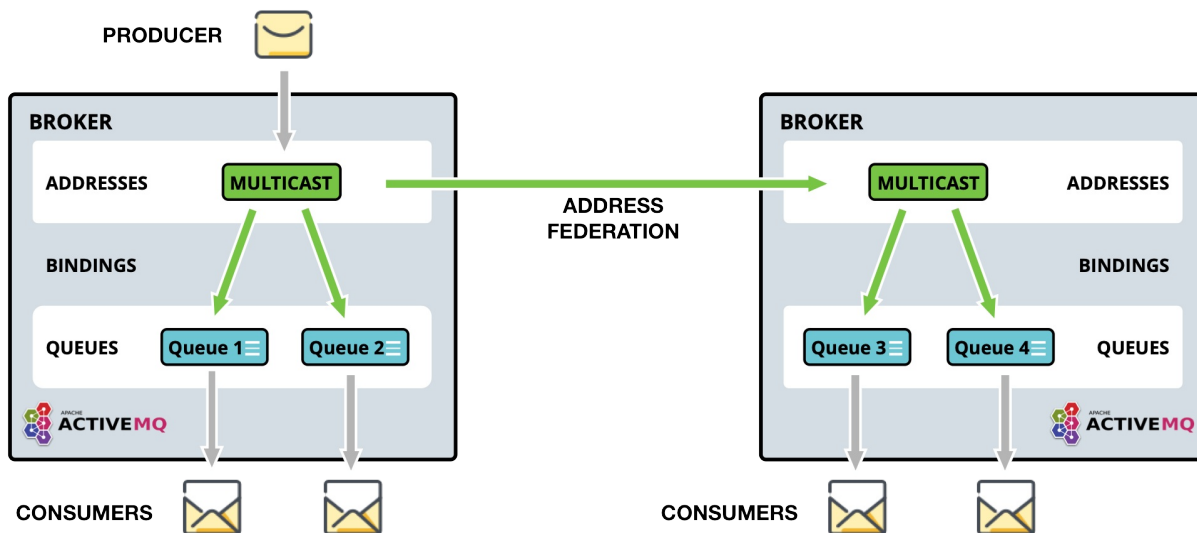 PRODUCER
BROKER
ADDRESSES
MULTICAST
BINDINGS
QUEUES
Queue 1
Queue 2
APACHE
ACTIVEMQ
CONSUMERS
ADDRESS
FEDERATION
BROKER
MULTICAST
ADDRESSES
BINDINGS
Queue 3
Queue 4
QUEUES
APACHE
ACTIVEMQ
CONSUMERS